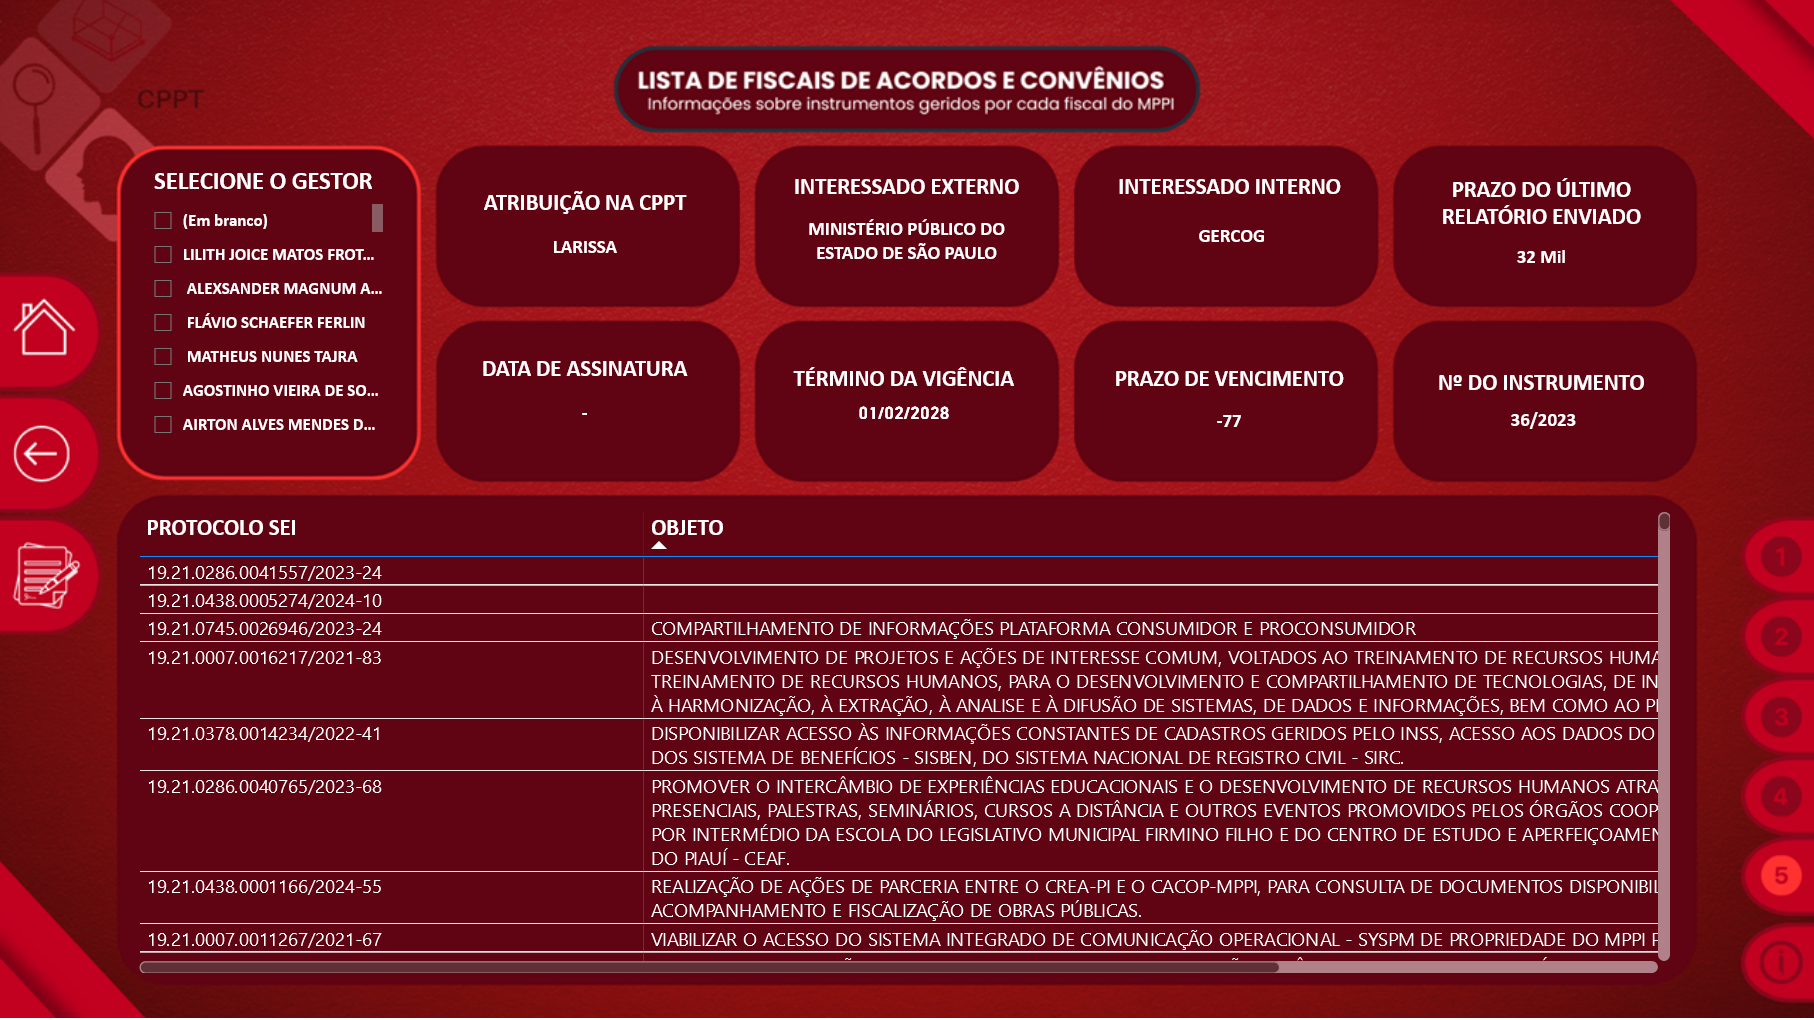 CPPT
LISTA DE FISCAIS DE ACORDOS E CONVÊNIOS
Informações sobre instrumentos geridos por cada fiscal do MPPI
SELECIONE O GESTOR
(Em branco)
LILITH JOICE MATOS FROT...
ALEXSANDER MAGNUM A...
FLÁVIO SCHAEFER FERLIN
MATHEUS NUNES TAJRA
AGOSTINHO VIEIRA DE SO...
AIRTON ALVES MENDES D...
ATRIBUIÇÃO NA CPPT
LARISSA
INTERESSADO EXTERNO
MINISTÉRIO PÚBLICO DO
ESTADO DE SÃO PAULO
INTERESSADO INTERNO
GERCOG
PRAZO DO ÚLTIMO
RELATÓRIO ENVIADO
32 Mil
DATA DE ASSINATURA
-
TÉRMINO DA VIGÊNCIA
01/02/2028
PRAZO DE VENCIMENTO
-77
Nº DO INSTRUMENTO
36/2023
PROTOCOLO SEI
OBJETO
19.21.0286.0041557/2023-24
19.21.0438.0005274/2024-10
19.21.0745.0026946/2023-24
COMPARTILHAMENTO DE INFORMAÇÕES PLATAFORMA CONSUMIDOR E PROCONSUMIDOR
19.21.0007.0016217/2021-83
DESENVOLVIMENTO DE PROJETOS E AÇÕES DE INTERESSE COMUM, VOLTADOS AO TREINAMENTO DE RECURSOS HUMA
TREINAMENTO DE RECURSOS HUMANOS, PARA O DESENVOLVIMENTO E COMPARTILHAMENTO DE TECNOLOGIAS, DE IN
À HARMONIZAÇÃO, À EXTRAÇÃO, À ANALISE E À DIFUSÃO DE SISTEMAS, DE DADOS E INFORMAÇÕES, BEM COMO AO
19.21.0378.0014234/2022-41
DISPONIBILIZAR ACESSO ÀS INFORMAÇÕES CONSTANTES DE CADASTROS GERIDOS PELO INSS, ACESSO AOS DADOS DO
DOS SISTEMA DE BENEFÍCIOS - SISBEN, DO SISTEMA NACIONAL DE REGISTRO CIVIL - SIRC.
19.21.0286.0040765/2023-68
PROMOVER O INTERCÂMBIO DE EXPERIÊNCIAS EDUCACIONAIS E O DESENVOLVIMENTO DE RECURSOS HUMANOS ATRA
PRESENCIAIS, PALESTRAS, SEMINÁRIOS, CURSOS A DISTÂNCIA E OUTROS EVENTOS PROMOVIDOS PELOS ÓRGÃOS COOP
POR INTERMÉDIO DA ESCOLA DO LEGISLATIVO MUNICIPAL FIRMINO FILHO E DO CENTRO DE ESTUDO E APERFEIÇOAMEN
DO PIAUÍ - CEAF.
19.21.0438.0001166/2024-55
REALIZAÇÃO DE AÇÕES DE PARCERIA ENTRE O CREA-PI E O CACOP-MPPI, PARA CONSULTA DE DOCUMENTOS DISPONIBIL
ACOMPANHAMENTO E FISCALIZAÇÃO DE OBRAS PÚBLICAS.
19.21.0007.0011267/2021-67
VIABILIZAR O ACESSO DO SISTEMA INTEGRADO DE COMUNICAÇÃO OPERACIONAL - SYSPM DE PROPRIEDADE DO MPPI
1
2
3
4
5
i